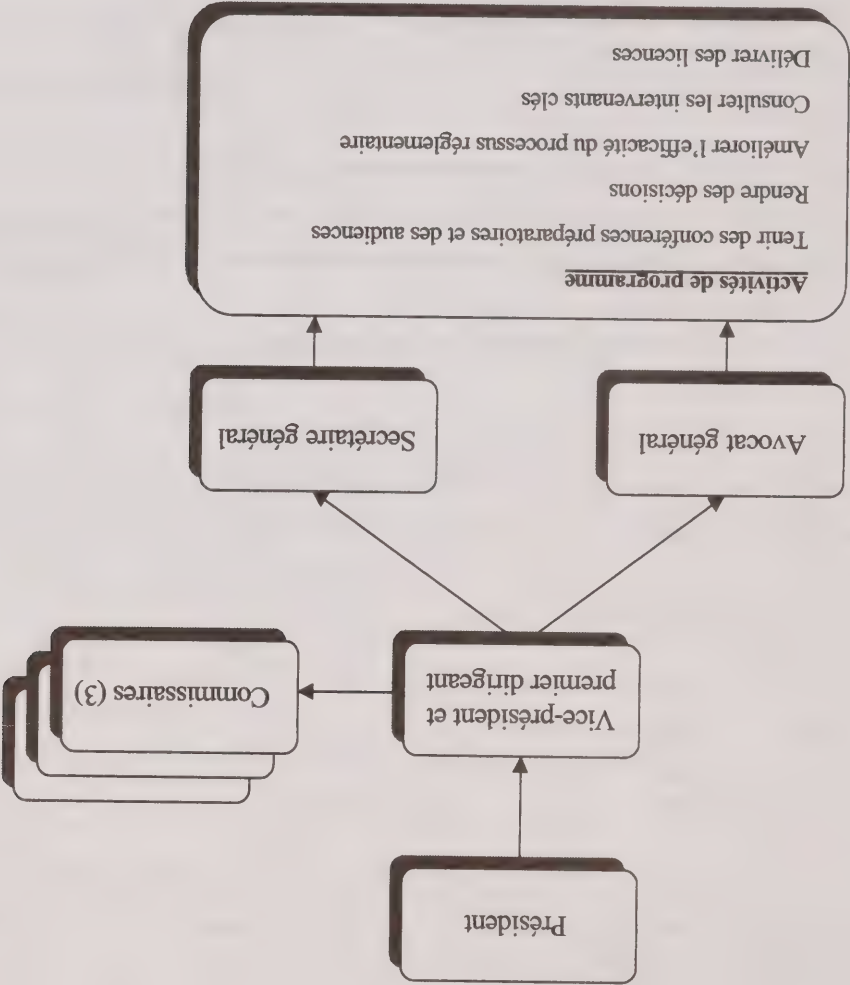 Président
Vice-président et
premier dirigeant
Commissaires (3)
Avocat général
Secrétaire général
Activités de programme
Tenir des conférences préparatoires et des audiences
Rendre des décisions
Améliorer l'efficacité du processus réglementaire
Consulter les intervenants clés
Délivrer des licences